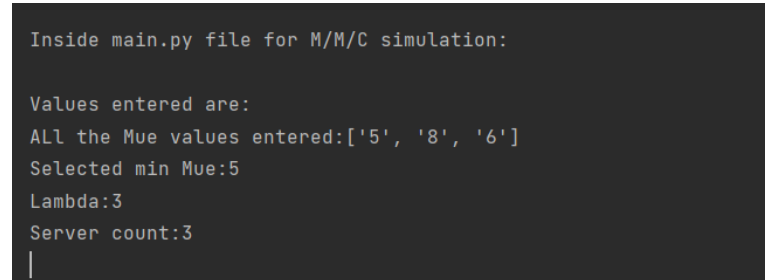 Inside main.py file for M/M/C simulation:
Values entered are:
ALl the Mue values entered:['5', '8', '6']
Selected min Mue:5
Lambda:3
Server count:3